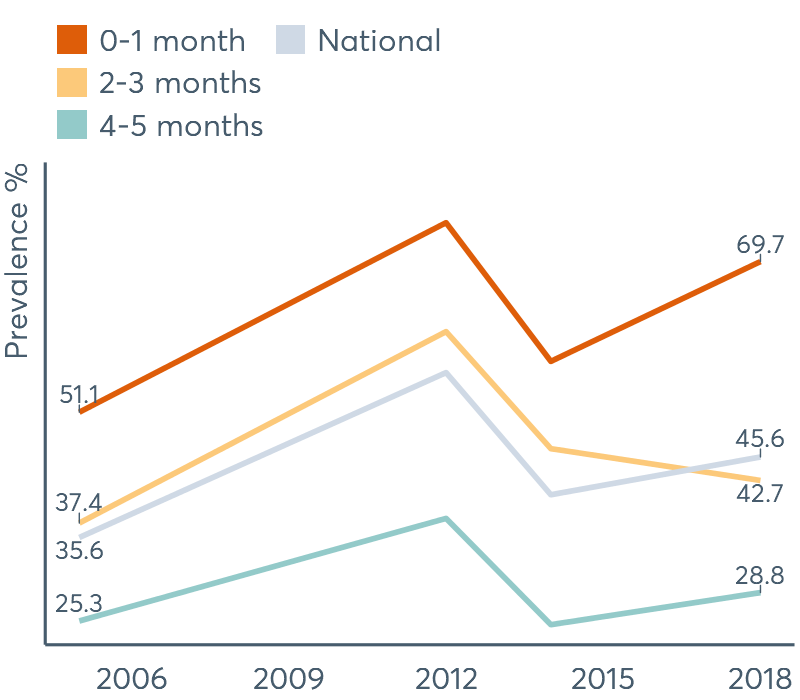 0-1 month
National
2-3 months
4-5 months
Prevalence %
69.7
51.1
45.6
42.7
37.4
35.6
28.8
25.3
2006 2009 2012 2015 2018